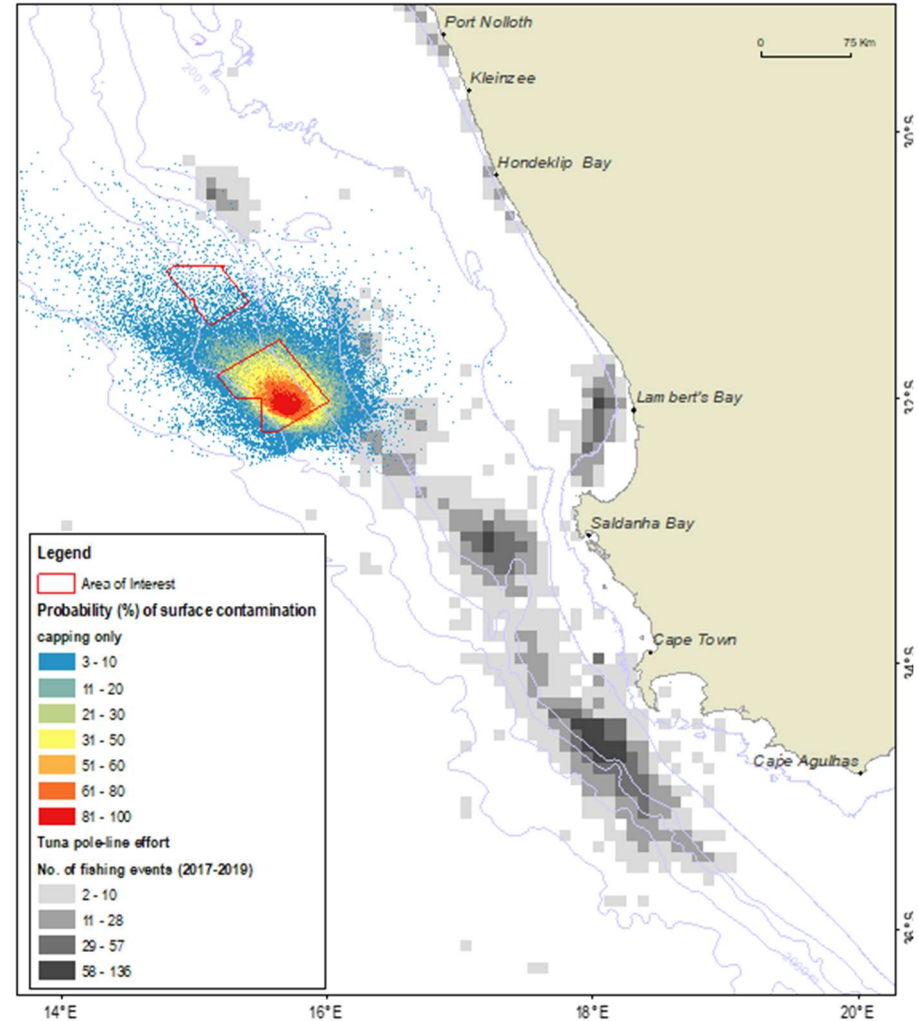 Port Nolloth
0 75 Km
Kleinzee
200 m
Hondeklip Bay
Lambert's Bay
Saldanha Bay
Cape Town
Cape Agulhas
Legend
Area of Interest
Probability (%) of surface contamination
capping only
3 - 10
11 - 20
21 - 30
31 - 50
51 - 60
61 - 80
81 - 100
Tuna pole-line effort
No. of fishing events (2017-2019)
2 - 10
11 - 28
29 - 57
58 - 136
36°S
14°E 16°E 18°E 20°E